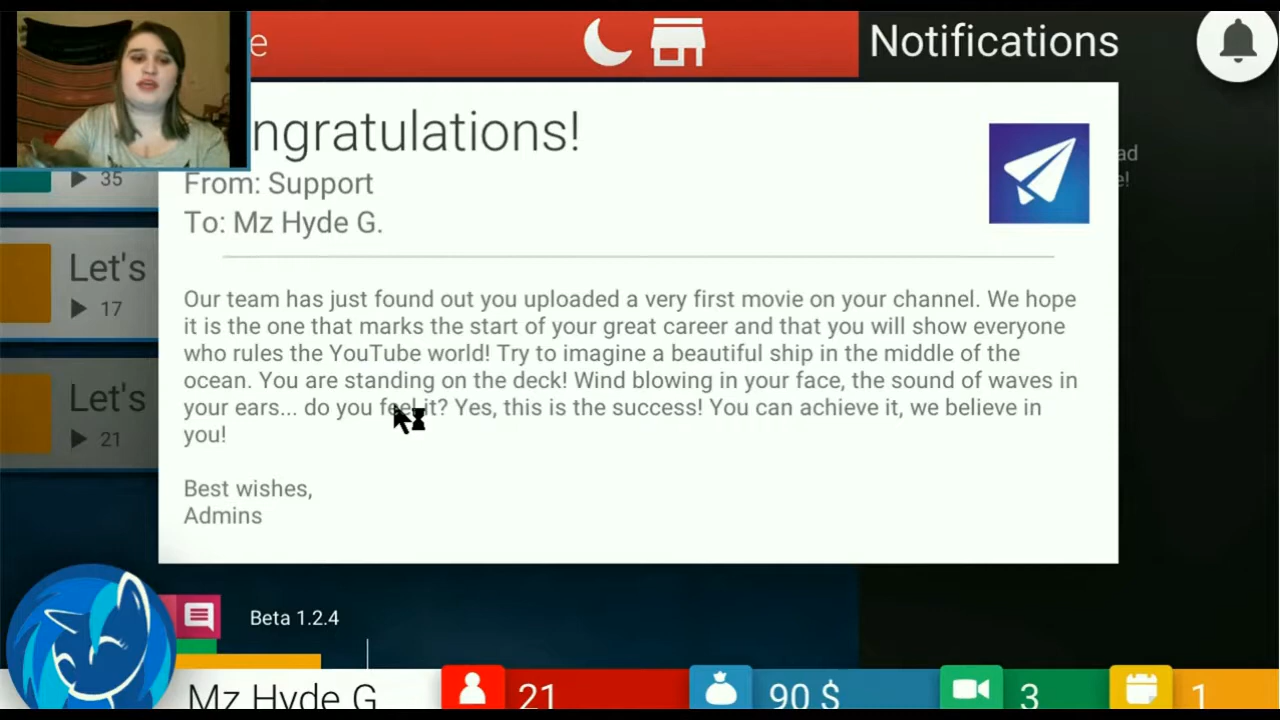 e
Notifications
ngratulations!
ad
e!
35
From: Support
To: Mz Hyde G.
Let's
17
Our team has just found out you uploaded a very first movie on your channel. We hope
it is the one that marks the start of your great career and that you will show everyone
who rules the YouTube world! Try to imagine a beautiful ship in the middle of the
ocean. You are standing on the deck! Wind blowing in your face, the sound of waves in
your ears... do you feel it? Yes, this is the success! You can achieve it, we believe in
you!
Let's
21
Best wishes,
Admins
Beta 1.2.4
Mz Hyde G
21
90 $
3
1